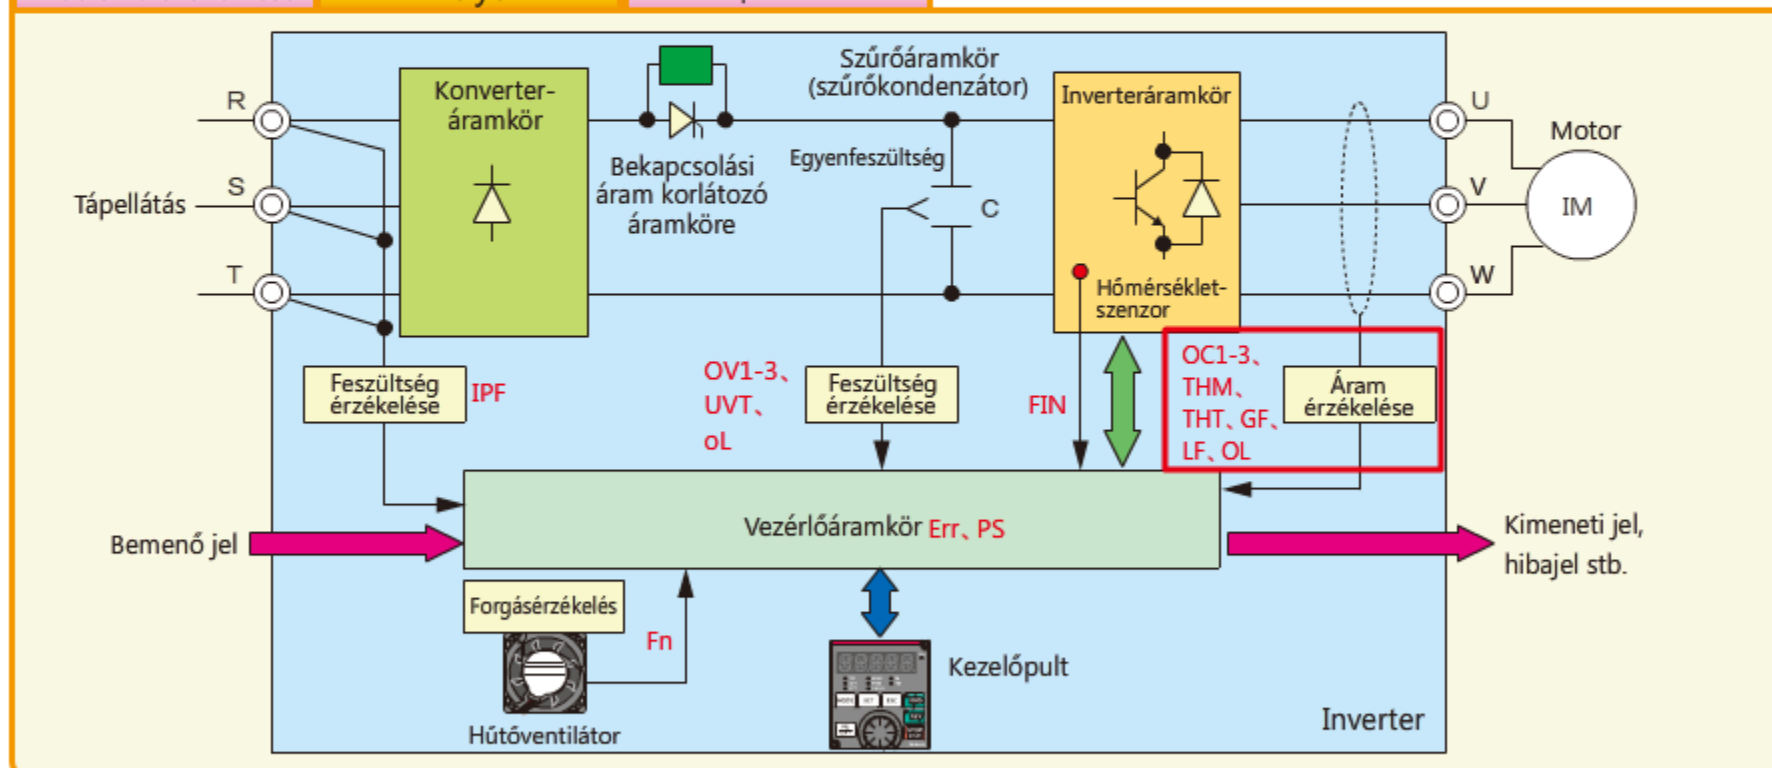 Konverter-
áramkör
Szűrőáramkör
(szűrőkondenzátor)
Inverteráramkör
R
S
T
Tápellátás
Bekapcsolási
áram korlátozó
áramköre
Egyenfeszültség
C
Hőmérséklet-
szenzor
U
V
W
Motor
IM
Feszültség
érzékelése
IPF
OV1-3、
UVT、
oL
Feszültség
érzékelése
FIN
OC1-3、
THM、
THT、GF、
LF、OL
Áram
érzékelése
Bemenő jel
Vezérlőáramkör Err、PS
Kimeneti jel,
hibajel stb.
Forgásérzékelés
Fn
Hűtőventilátor
Kezelőpult
Inverter